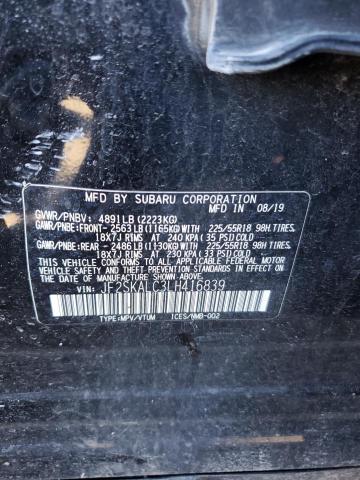 MFD BY SUBARU CORPORATION
GVWR/PNBV: 4891LB(2223KG) MFD IN 08/19
GAWR/PNBE:FRONT- 2563LB(1165KG)WITH 225/55R18 98H TIRES,
18X7J RIMS AT 240 KPA(35 PSI)COLD
GAWR/PNBE:REAR -2486LB(1130KG)WITH 225/55R18 98H TIRES,
18X7J RIMS AT 230 KPA(33 PSI)COLD
THIS VEHICLE CONFORMS TO ALL APPLICABLE FEDERAL
MOTOR VEHICLE SAFETY, BUMPER, AND THEFT PREVENTION
STANDARDS IN EFFECT ON THE DATE OF MANUFACTURE SHOWN ABOVE.
VIN: JF2SKALC3LH416839
TYPE:MPV/VTUM ICES/NMB-002